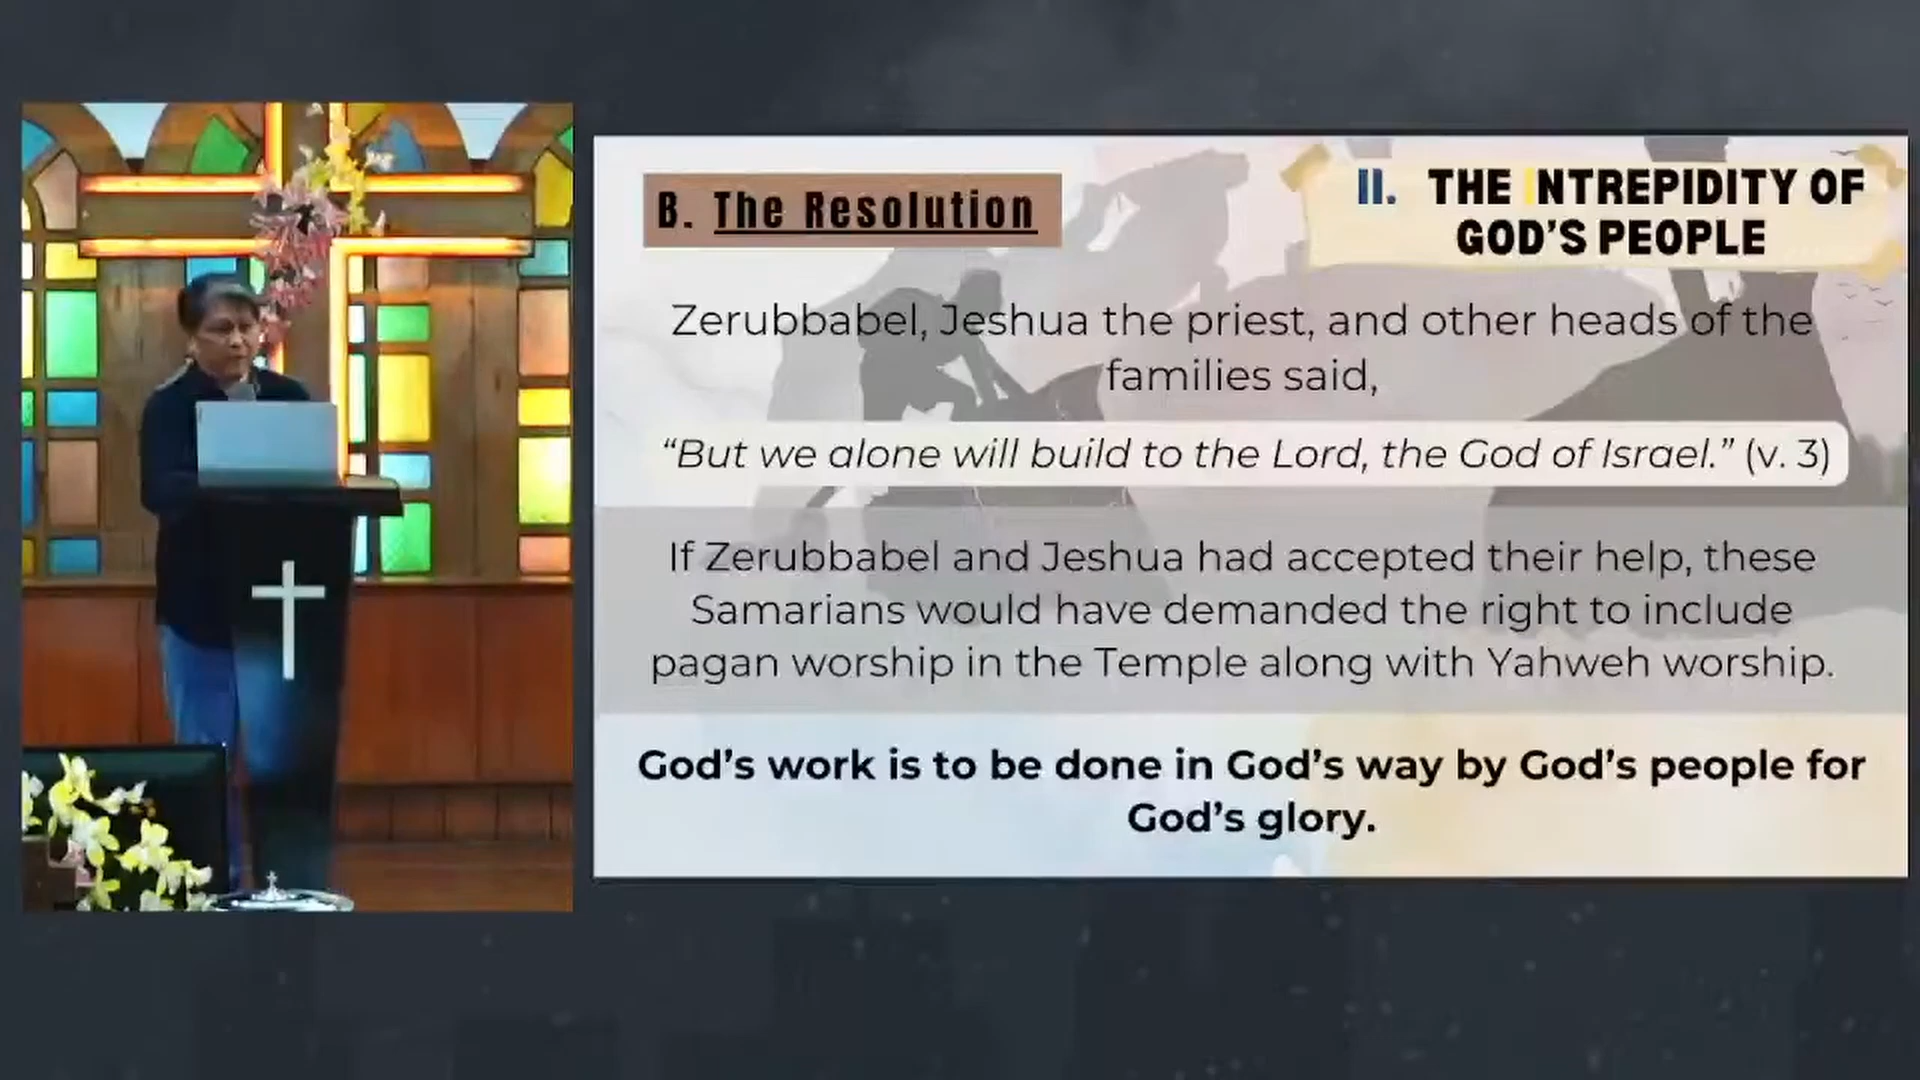 B. The Resolution
II. THE INTREPIDITY OF
GOD'S PEOPLE
Zerubbabel, Jeshua the priest, and other heads of the
families said,
“But we alone will build to the Lord, the God of Israel.” (v. 3)
If Zerubbabel and Jeshua had accepted their help, these
Samarians would have demanded the right to include
pagan worship in the Temple along with Yahweh worship.
God’s work is to be done in God’s way by God’s people for
God’s glory.